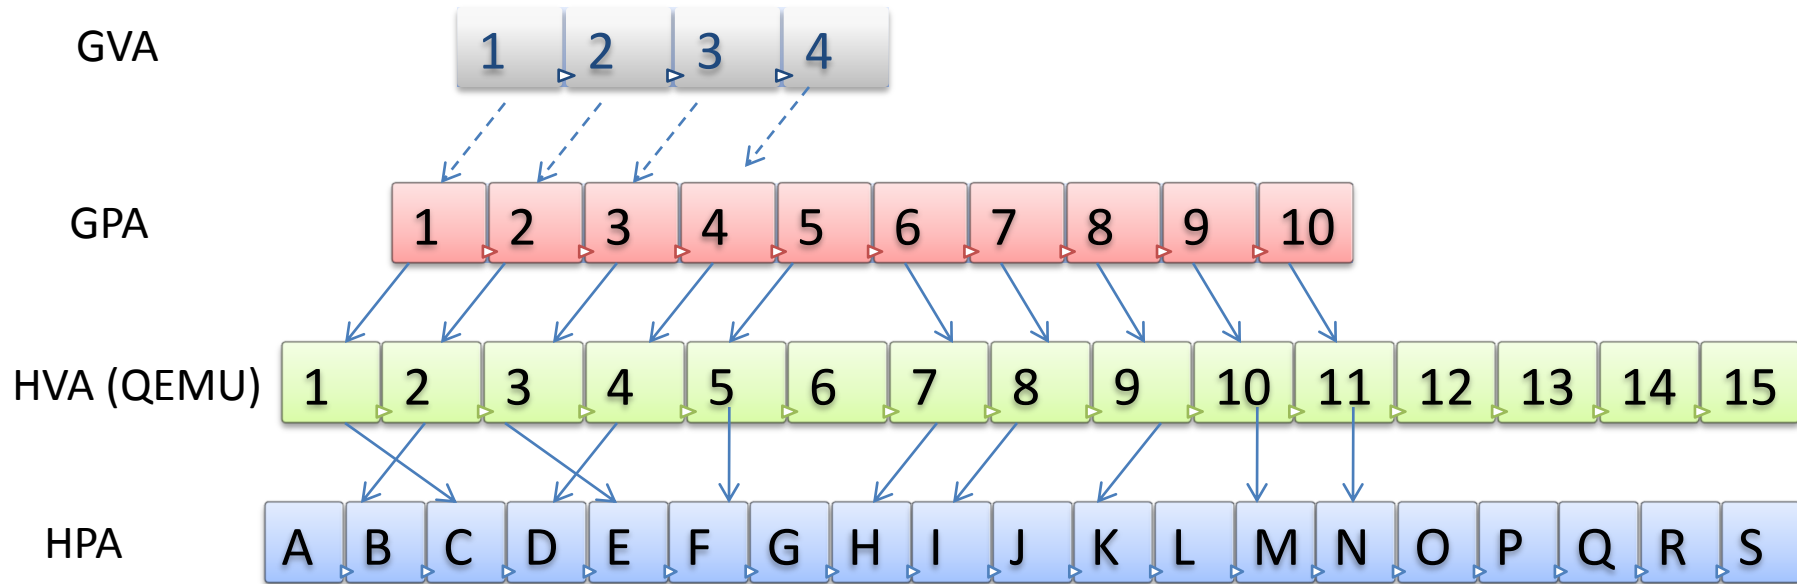 GVA 1 2 3 4
GPA 1 2 3 4 5 6 7 8 9 10
HVA (QEMU) 1 2 3 4 5 6 7 8 9 10 11 12 13 14 15
HPA A B C D E F G H I J K L M N O P Q R S